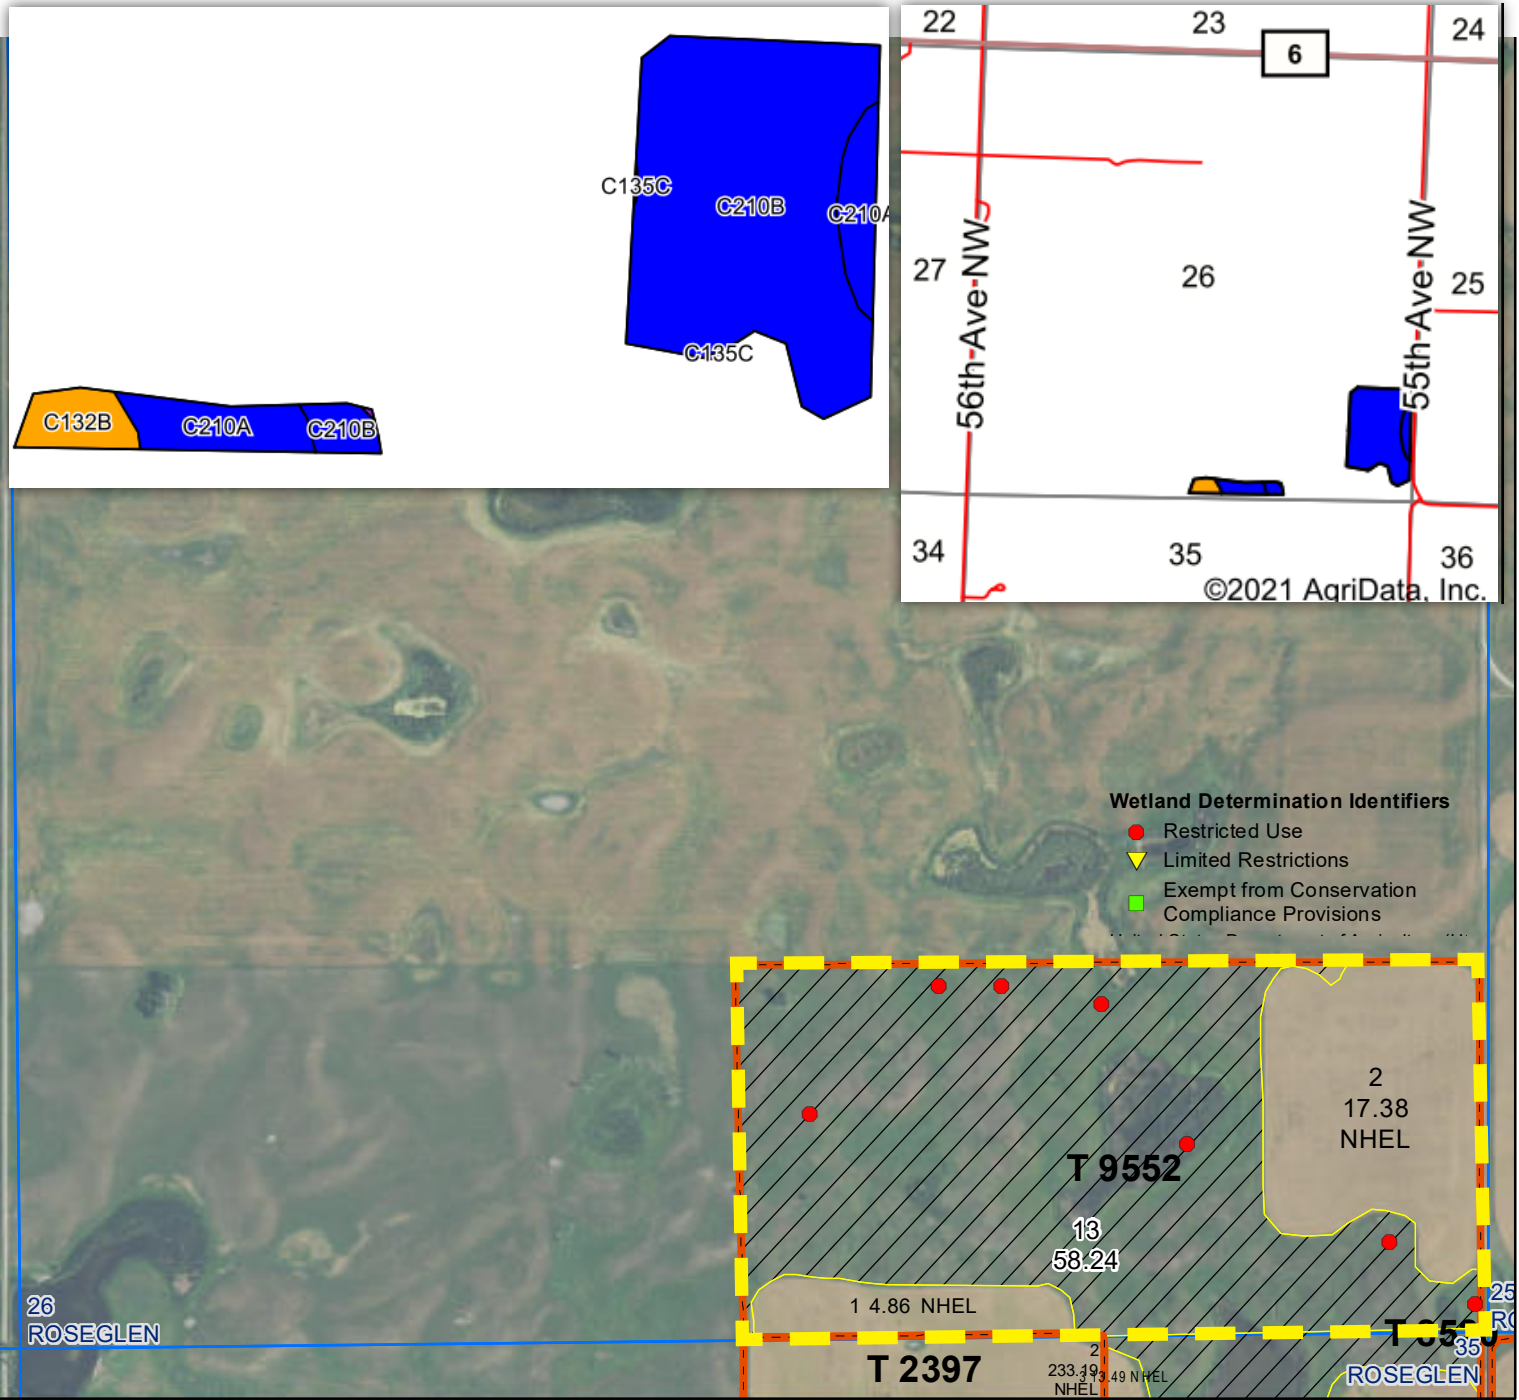 C135C
C210B
C210A
C135C
C132B
C210A
C210B
22
23
24
6
27
56th-Ave-NW
26
55th-Ave-NW
25
34
35
36
©2021 AgriData, Inc.
Wetland Determination Identifiers
Restricted Use
Limited Restrictions
Exempt from Conservation
Compliance Provisions
2
17.38
NHEL
T 9552
13
58.24
1 4.86 NHEL
26
ROSEGLEN
25
T 2397
2
233.19
NHEL
35
ROSEGLEN